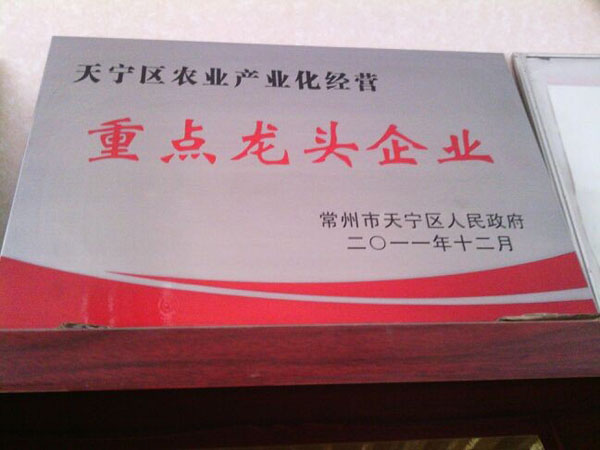 天宁区农业产业化经营
重点龙头企业
常州市天宁区人民政府
二〇一一年十二月